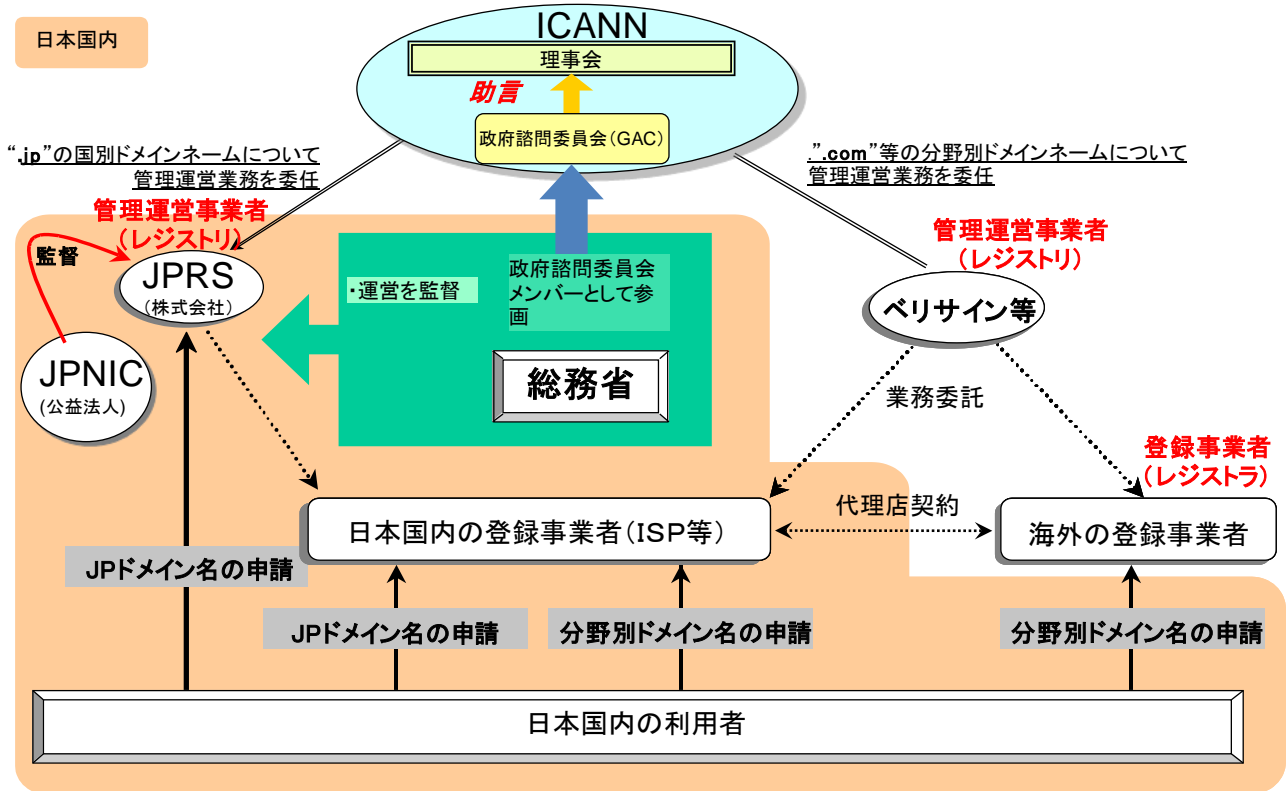 日本国内
ICANN
理事会
助言
政府諮問委員会(GAC)
“.jp”の国別ドメインネームについて
管理運営業務を委任
.”.com”等の分野別ドメインネームについて
管理運営業務を委任
管理運営事業者
(レジストリ)
監督
JPRS
(株式会社)
JPNIC
(公益法人)
・運営を監督
政府諮問委員会
メンバーとして参
画
総務省
管理運営事業者
(レジストリ)
ベリサイン等
業務委託
登録事業者
(レジストラ)
日本国内の登録事業者(ISP等)
代理店契約
海外の登録事業者
JPドメイン名の申請
JPドメイン名の申請
分野別ドメイン名の申請
分野別ドメイン名の申請
日本国内の利用者